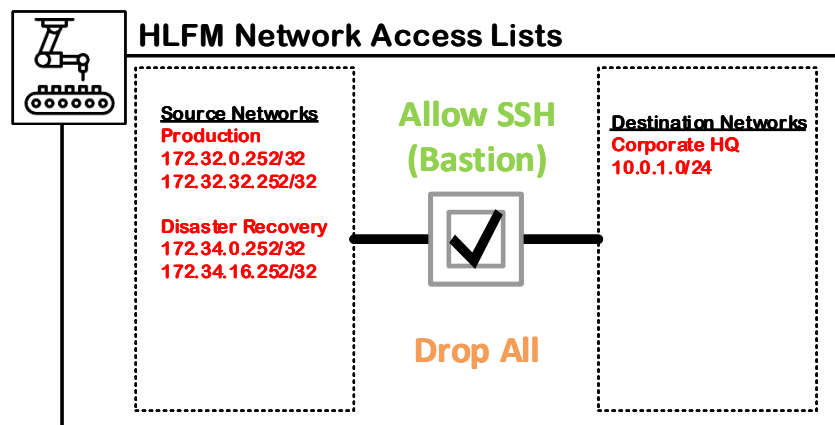 HLFM Network Access Lists
Source Networks
Production
172.32.0.252/32
172.32.32.252/32
Disaster Recovery
172.34.0.252/32
172.34.16.252/32
Allow SSH
(Bastion)
Drop All
Destination Networks
Corporate HQ
10.0.1.0/24